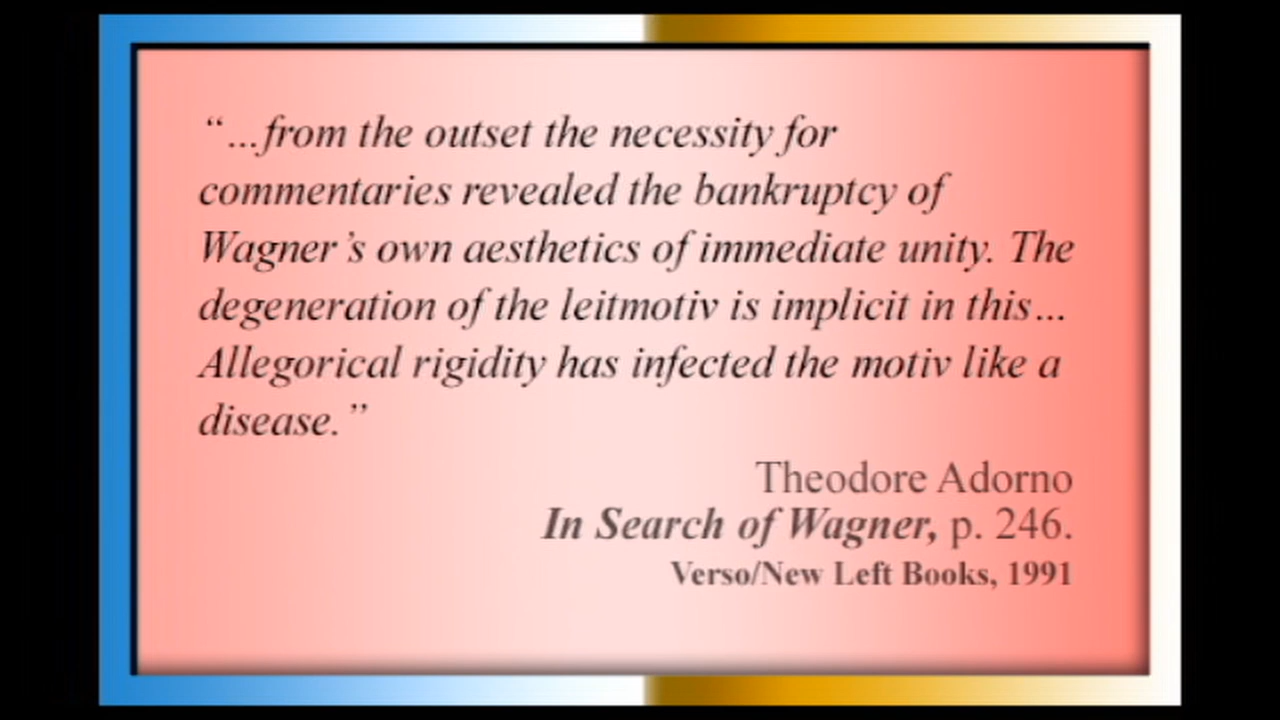 “...from the outset the necessity for
commentaries revealed the bankruptcy of
Wagner’s own aesthetics of immediate unity. The
degeneration of the leitmotiv is implicit in this...
Allegorical rigidity has infected the motiv like a
disease.”
Theodore Adorno
In Search of Wagner, p. 246.
Verso/New Left Books, 1991